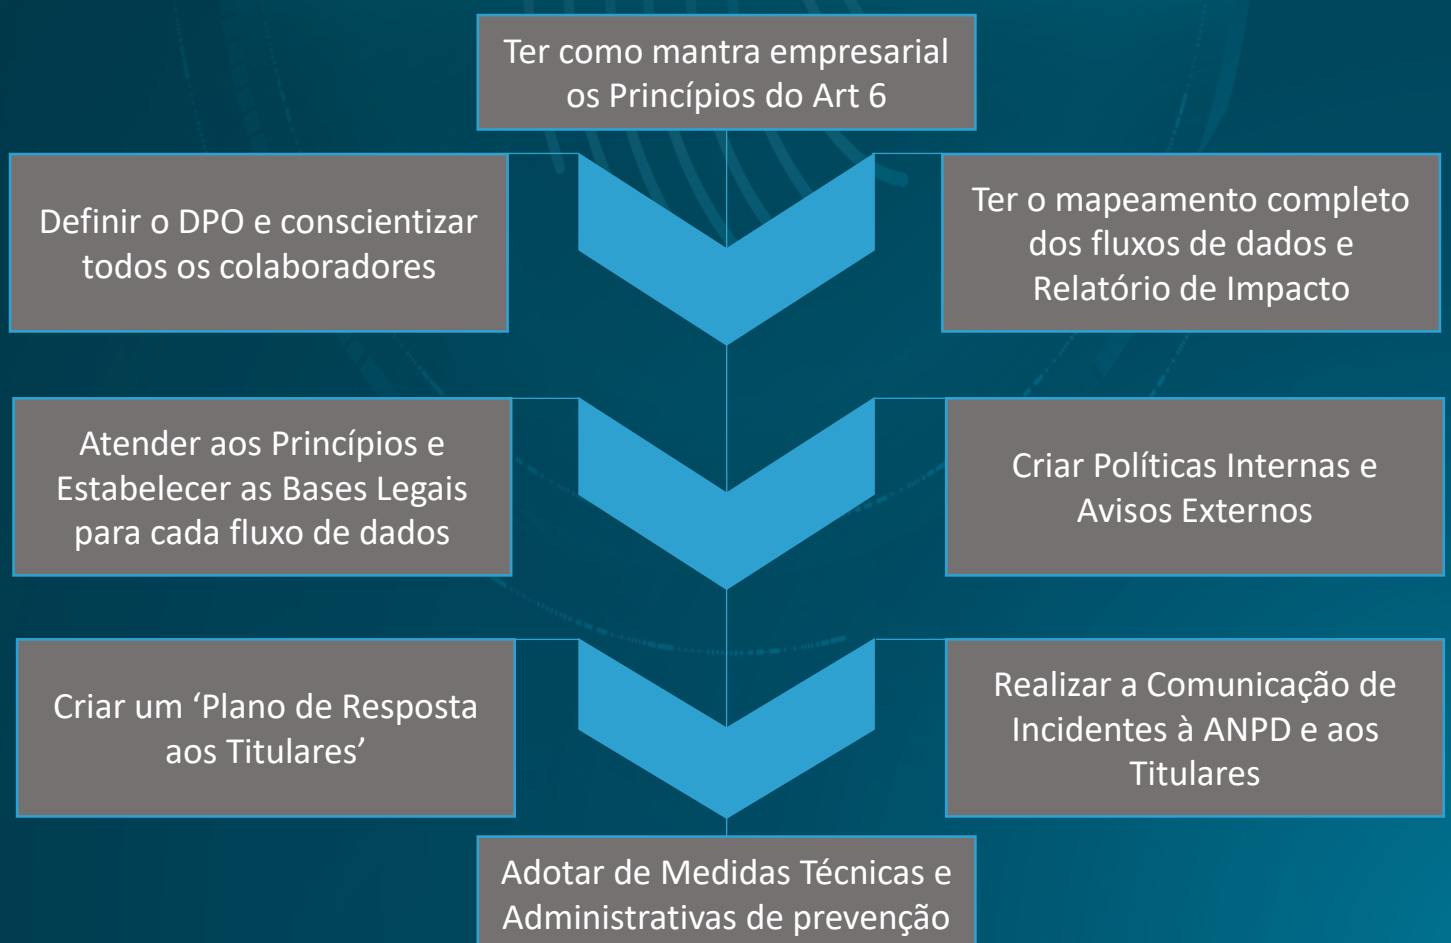 Ter como mantra empresarial
os Princípios do Art 6
Definir o DPO e conscientizar
todos os colaboradores
Ter o mapeamento completo
dos fluxos de dados e
Relatório de Impacto
Atender aos Princípios e
Estabelecer as Bases Legais
para cada fluxo de dados
Criar Políticas Internas e
Avisos Externos
Criar um ‘Plano de Resposta
aos Titulares’
Realizar a Comunicação de
Incidentes à ANPD e aos
Titulares
Adotar de Medidas Técnicas e
Administrativas de prevenção